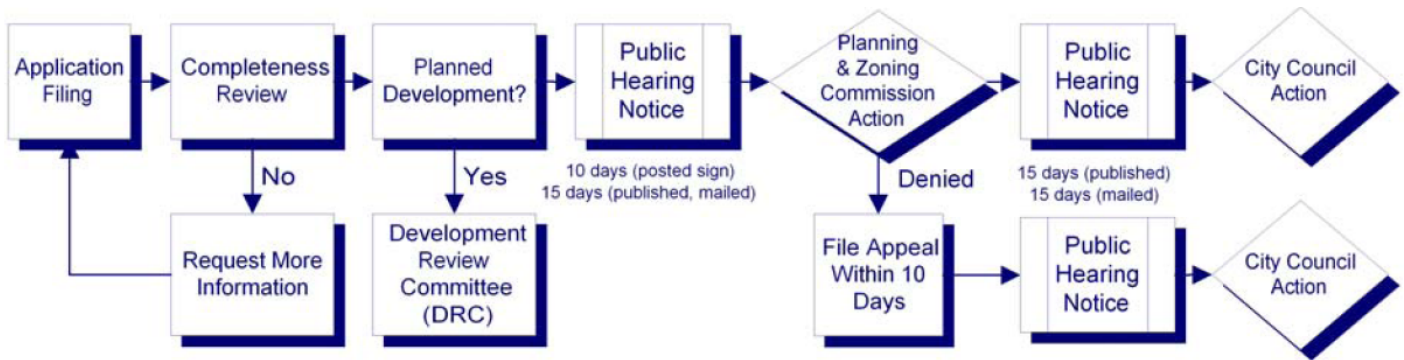 Application
Filing
Completeness
Review
Planned
Development?
Public
Hearing
Notice
Planning
& Zoning
Commission
Action
Public
Hearing
Notice
City Council
Action
No
Yes
10 days (posted sign)
15 days (published, mailed)
Denied
15 days (published)
15 days (mailed)
Request More
Information
Development
Review
Committee
(DRC)
File Appeal
Within 10
Days
Public
Hearing
Notice
City Council
Action